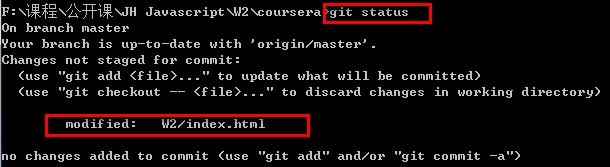 F:\课程\公开课\JH Javascript\W2\coursera>git status
On branch master
Your branch is up-to-date with 'origin/master'.
Changes not staged for commit:
(use "git add <file>..." to update what will be committed)
(use "git checkout -- <file>..." to discard changes in working directory)
modified: W2/index.html
no changes added to commit (use "git add" and/or "git commit -a")